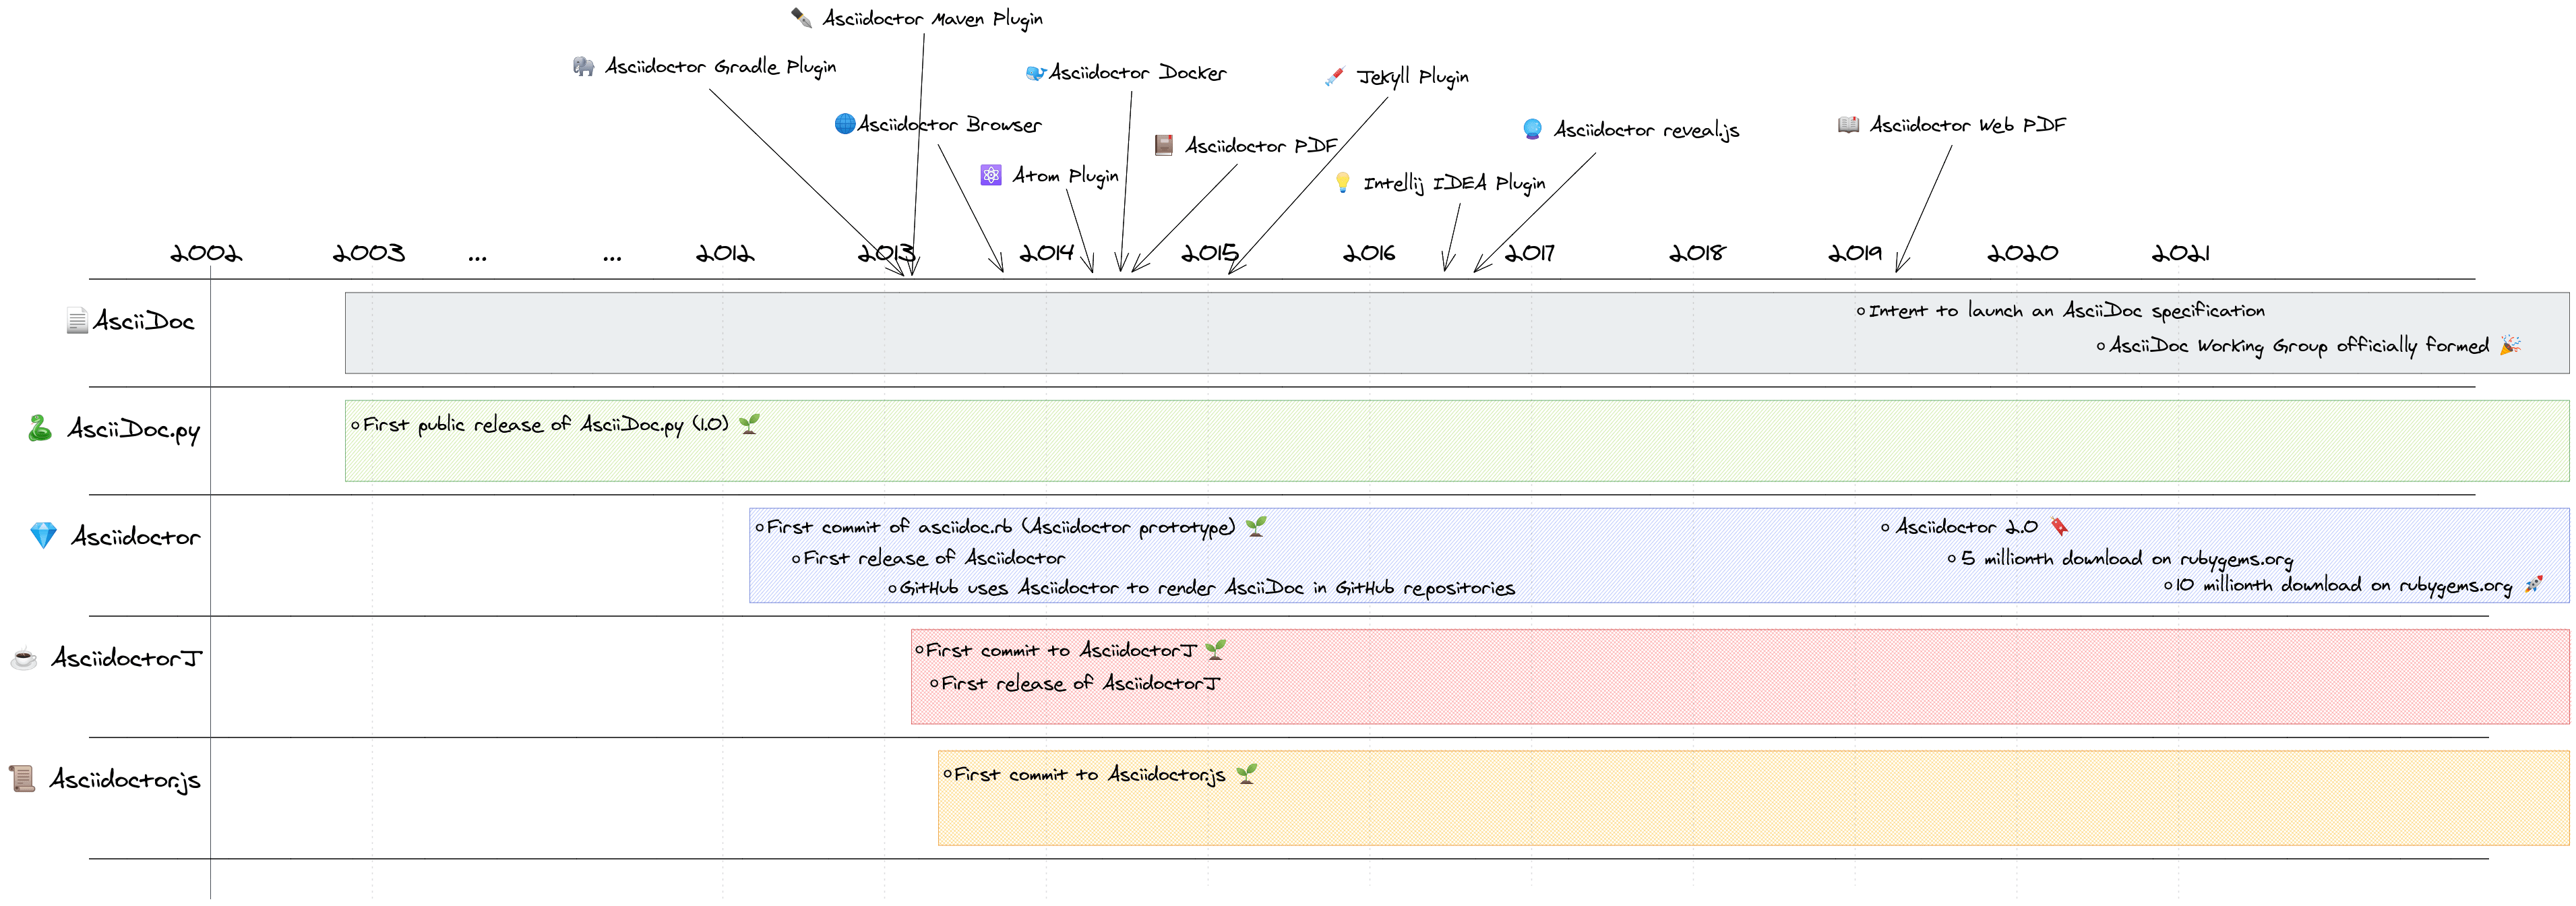 Asciidoctor Maven Plugin
Asciidoctor Gradle Plugin
Asciidoctor Docker
Jekyll Plugin
Asciidoctor Browser
Asciidoctor reveal.js
Asciidoctor Web PDF
Asciidoctor PDF
Atom Plugin
Intellij IDEA Plugin
2002 2003 ... ... 2012 2013 2014 2015 2016 2017 2018 2019 2020 2021
AsciiDoc
Intent to launch an AsciiDoc specification
AsciiDoc Working Group officially formed 🎉
AsciiDoc.py
First public release of AsciiDoc.py (1.0) 🌱
Asciidoctor
First commit of asciidoc.rb (Asciidoctor prototype) 🌱
Asciidoctor 2.0 🔖
First release of Asciidoctor
5 millionth download on rubygems.org
GitHub uses Asciidoctor to render AsciiDoc in GitHub repositories
10 millionth download on rubygems.org 🚀
AsciidoctorJ
First commit to AsciidoctorJ 🌱
First release of AsciidoctorJ
Asciidoctor.js
First commit to Asciidoctor.js 🌱